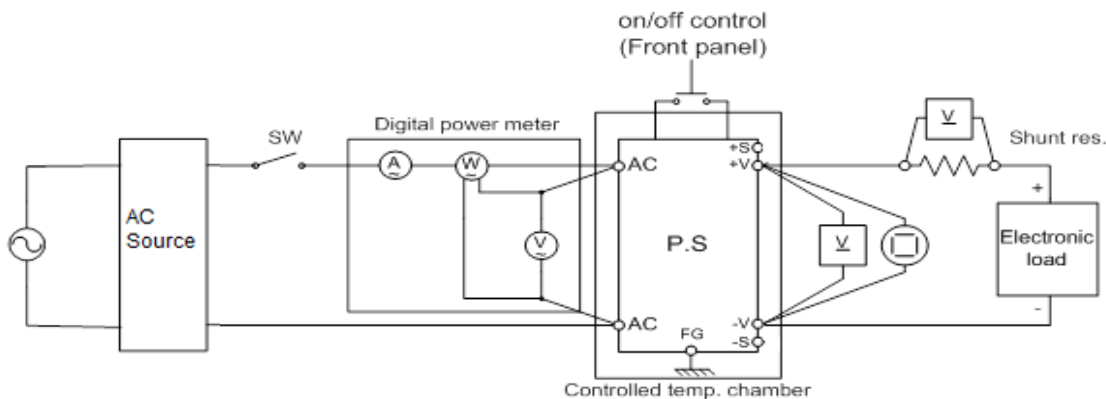 on/off control
(Front panel)
SW
Digital power meter
Shunt res.
V
A
W
AC
+S
+V
+
AC
Source
V
P.S
V
Electronic
load
AC
FG
-V
-S
-
Controlled temp. chamber